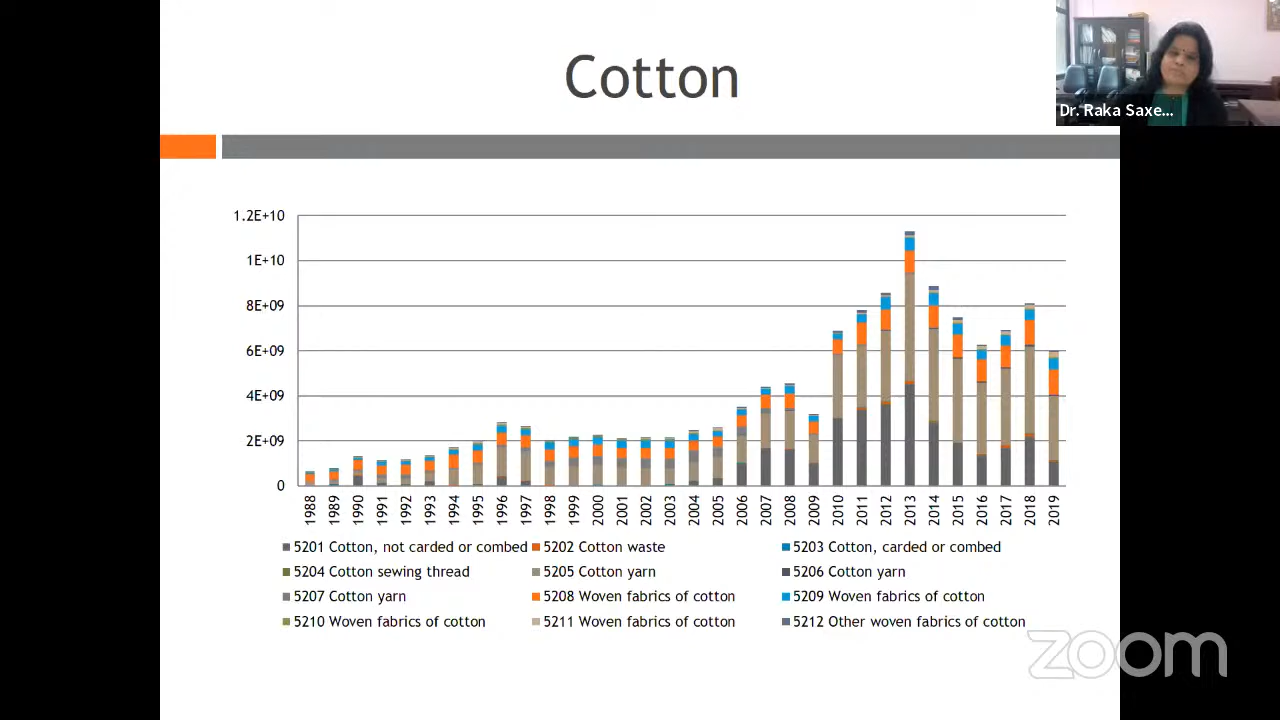 Cotton
Dr. Raka Saxe...
1.2E+10
1E+10
8E+09
6E+09
4E+09
2E+09
0
1988 1989 1990 1991 1992 1993 1994 1995 1996 1997 1998 1999 2000 2001 2002 2003 2004 2005 2006 2007 2008 2009 2010 2011 2012 2013 2014 2015 2016 2017 2018 2019
5201 Cotton, not carded or combed 5202 Cotton waste 5203 Cotton, carded or combed
5204 Cotton sewing thread 5205 Cotton yarn 5206 Cotton yarn
5207 Cotton yarn 5208 Woven fabrics of cotton 5209 Woven fabrics of cotton
5210 Woven fabrics of cotton 5211 Woven fabrics of cotton 5212 Other woven fabrics of cotton
zoom